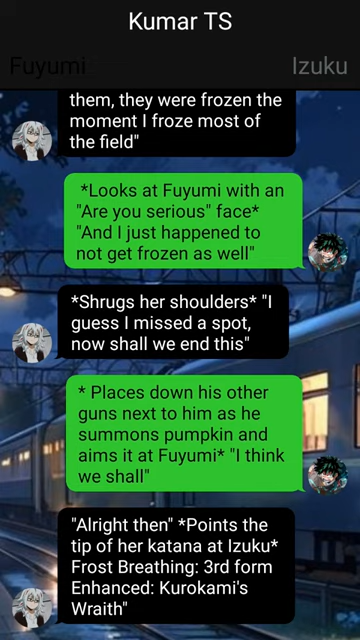 Kumar TS
Fuyumi
Izuku
them, they were frozen the
moment I froze most of
the field"
*Looks at Fuyumi with an
"Are you serious" face*
"And I just happened to
not get frozen as well"
*Shrugs her shoulders* "I
guess I missed a spot,
now shall we end this"
* Places down his other
guns next to him as he
summons pumpkin and
aims it at Fuyumi* "I think
we shall"
"Alright then" *Points the
tip of her katana at Izuku*
Frost Breathing: 3rd form
Enhanced: Kurokami's
Wraith"